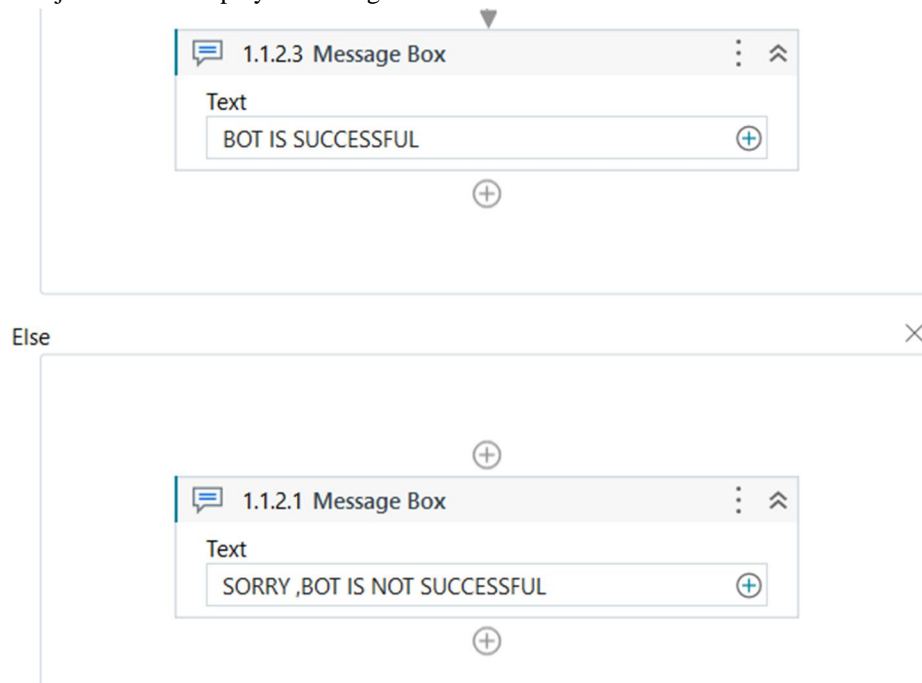 1.1.2.3 Message Box
Text
BOT IS SUCCESSFUL
Else
1.1.2.1 Message Box
Text
SORRY ,BOT IS NOT SUCCESSFUL